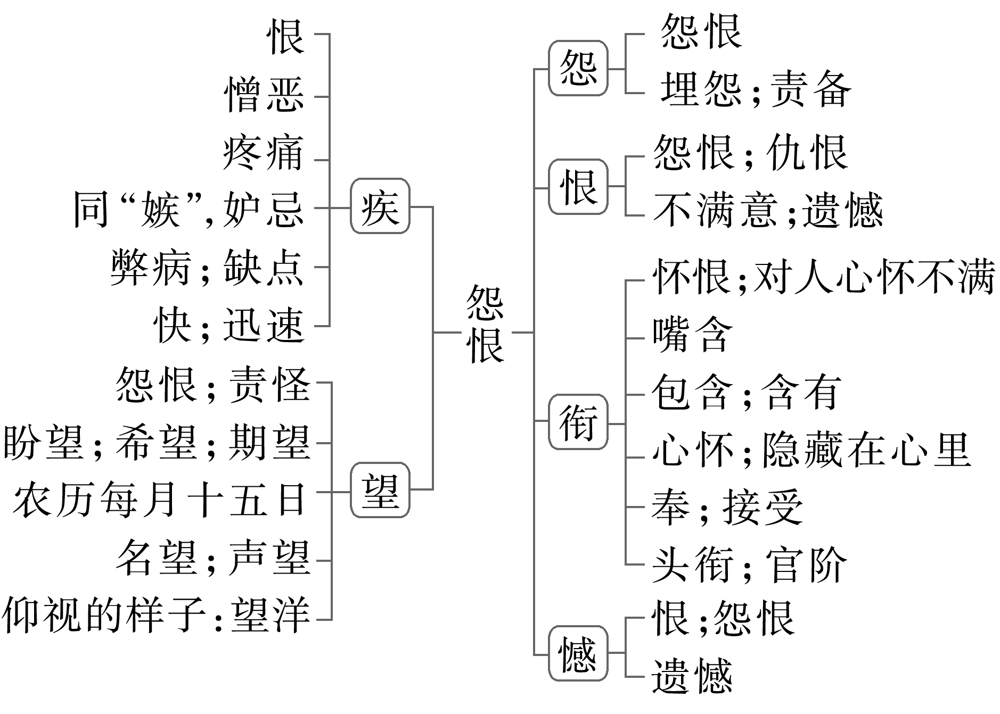 恨
憎恶
疼痛
同“嫉”,妒忌
弊病;缺点
快;迅速
疾
怨恨;责怪
盼望;希望;期望
农历每月十五日
名望;声望
仰视的样子:望洋
望
怨恨
怨
怨恨
埋怨;责备
恨
怨恨;仇恨
不满意;遗憾
衔
怀恨;对人心怀不满
嘴含
包含;含有
心怀;隐藏在心里
奉;接受
头衔;官阶
憾
恨;怨恨
遗憾